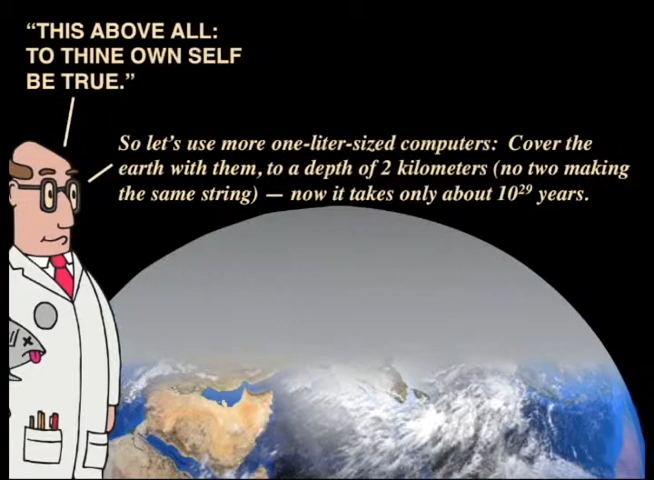 “THIS ABOVE ALL:
TO THINE OWN SELF
BE TRUE.”
So let’s use more one-liter-sized computers:  Cover the
earth with them, to a depth of 2 kilometers (no two making
the same string) — now it takes only about 10²⁹ years.